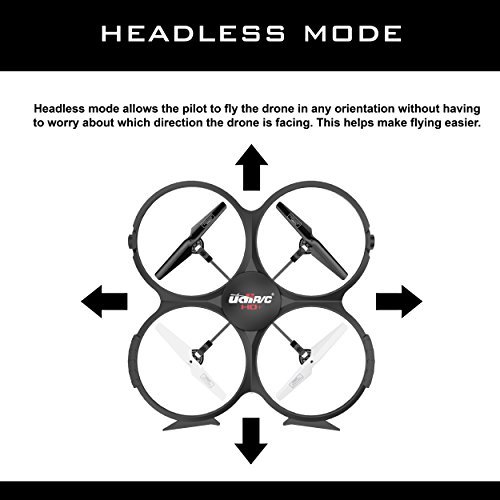 HEADLESS MODE
Headless mode allows the pilot to fly the drone in any orientation without having
to worry about which direction the drone is facing. This helps make flying easier.
UdiR/C
HD+